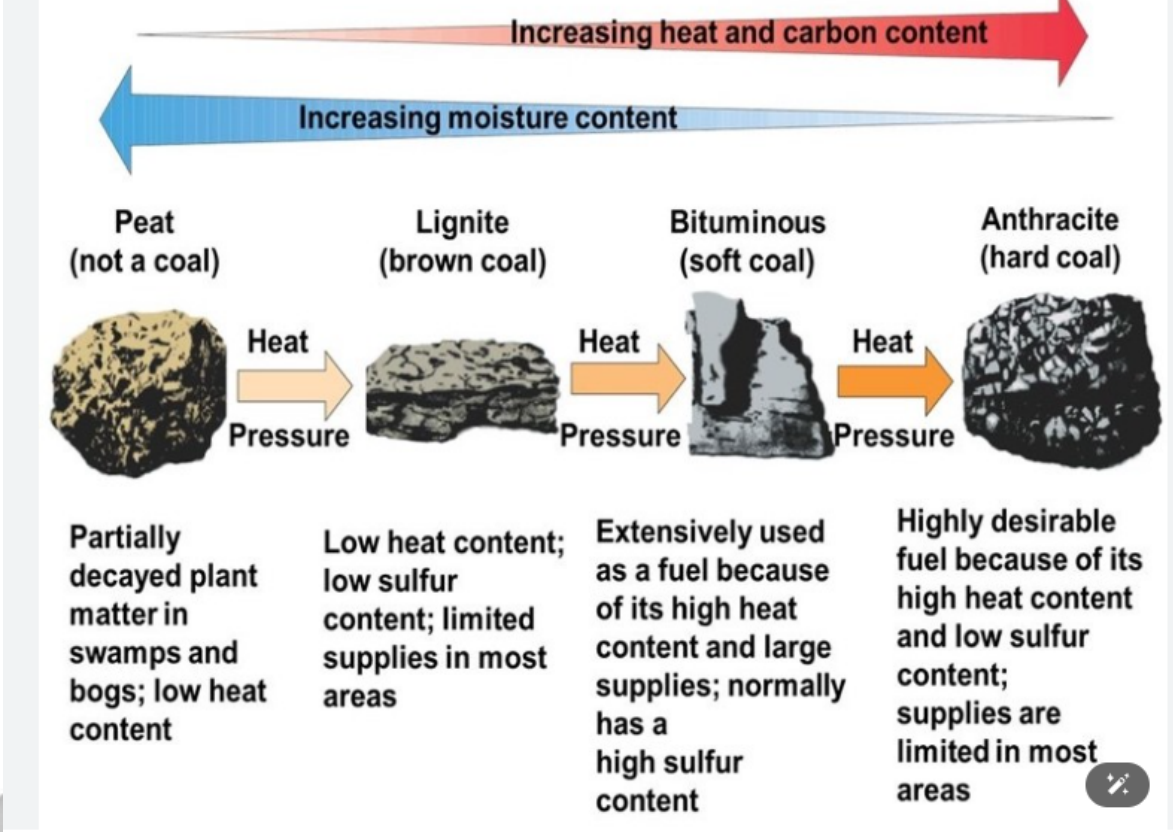 Increasing heat and carbon content
Increasing moisture content
Peat
(not a coal)
Lignite
(brown coal)
Bituminous
(soft coal)
Anthracite
(hard coal)
Heat
Pressure
Heat
Pressure
Heat
Pressure
Partially
decayed plant
matter in
swamps and
bogs; low heat
content
Low heat content;
low sulfur
content; limited
supplies in most
areas
Extensively used
as a fuel because
of its high heat
content and large
supplies; normally
has a
high sulfur
content
Highly desirable
fuel because of its
high heat content
and low sulfur
content;
supplies are
limited in most
areas